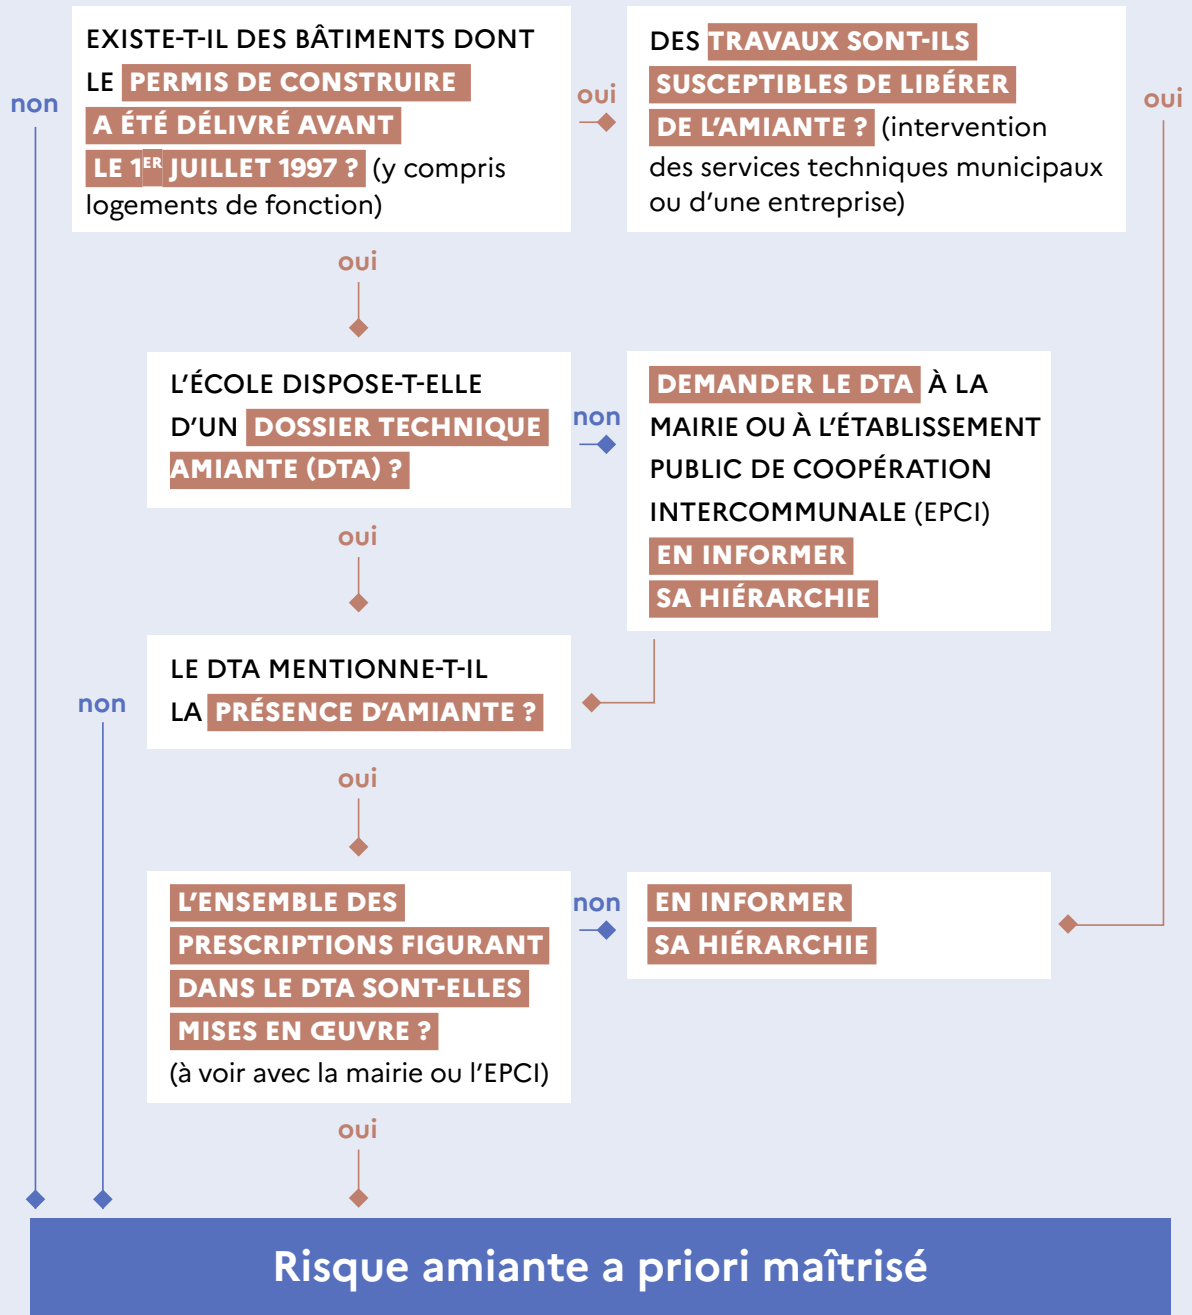 EXISTE-T-IL DES BÂTIMENTS DONT
LE PERMIS DE CONSTRUIRE
A ÉTÉ DÉLIVRÉ AVANT
LE 1ER JUILLET 1997 ? (y compris
logements de fonction)
non
oui
DES TRAVAUX SONT-ILS
SUSCEPTIBLES DE LIBÉRER
DE L’AMIANTE ? (intervention
des services techniques municipaux
ou d’une entreprise)
oui
oui
L’ÉCOLE DISPOSE-T-ELLE
D’UN DOSSIER TECHNIQUE
AMIANTE (DTA) ?
non
DEMANDER LE DTA À LA
MAIRIE OU À L’ÉTABLISSEMENT
PUBLIC DE COOPÉRATION
INTERCOMMUNALE (EPCI)
EN INFORMER
SA HIÉRARCHIE
oui
LE DTA MENTIONNE-T-IL
LA PRÉSENCE D’AMIANTE ?
non
oui
L’ENSEMBLE DES
PRESCRIPTIONS FIGURANT
DANS LE DTA SONT-ELLES
MISES EN ŒUVRE ?
(à voir avec la mairie ou l’EPCI)
non
EN INFORMER
SA HIÉRARCHIE
oui
Risque amiante a priori maîtrisé